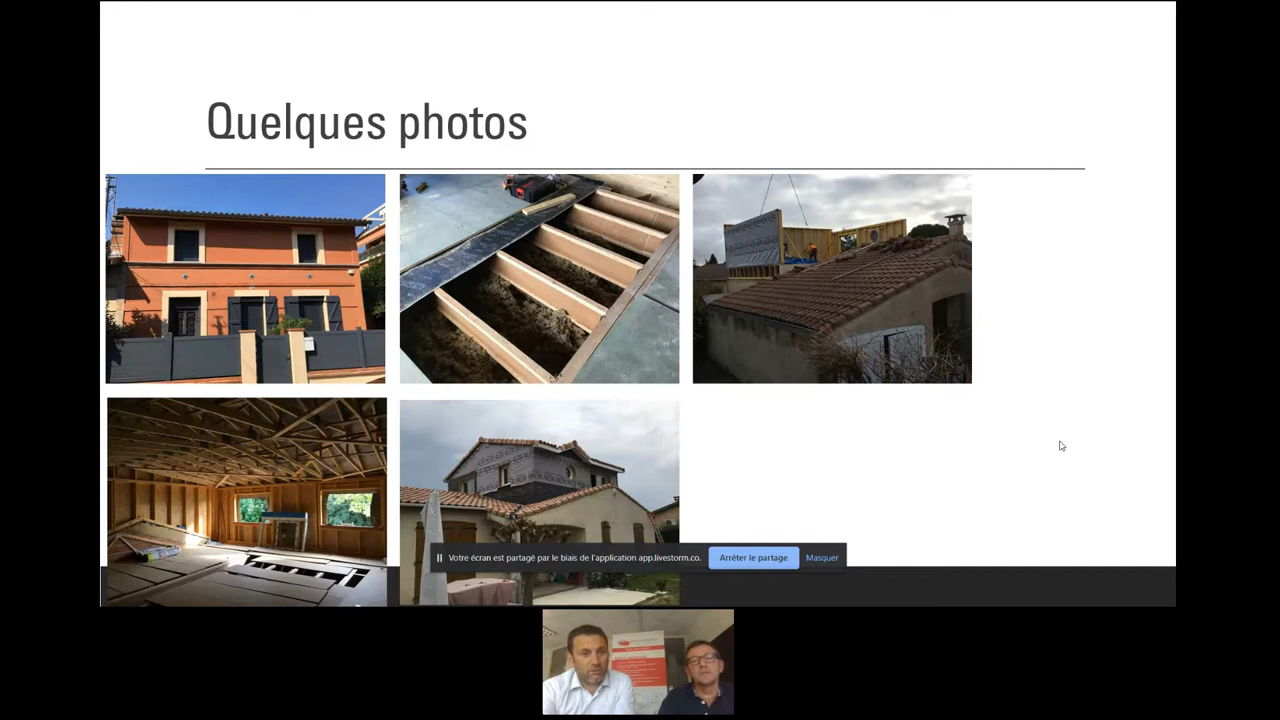 Quelques photos
Votre écran est partagé par le biais de l'application app.livestorm.co.
Arrêter le partage
Masquer